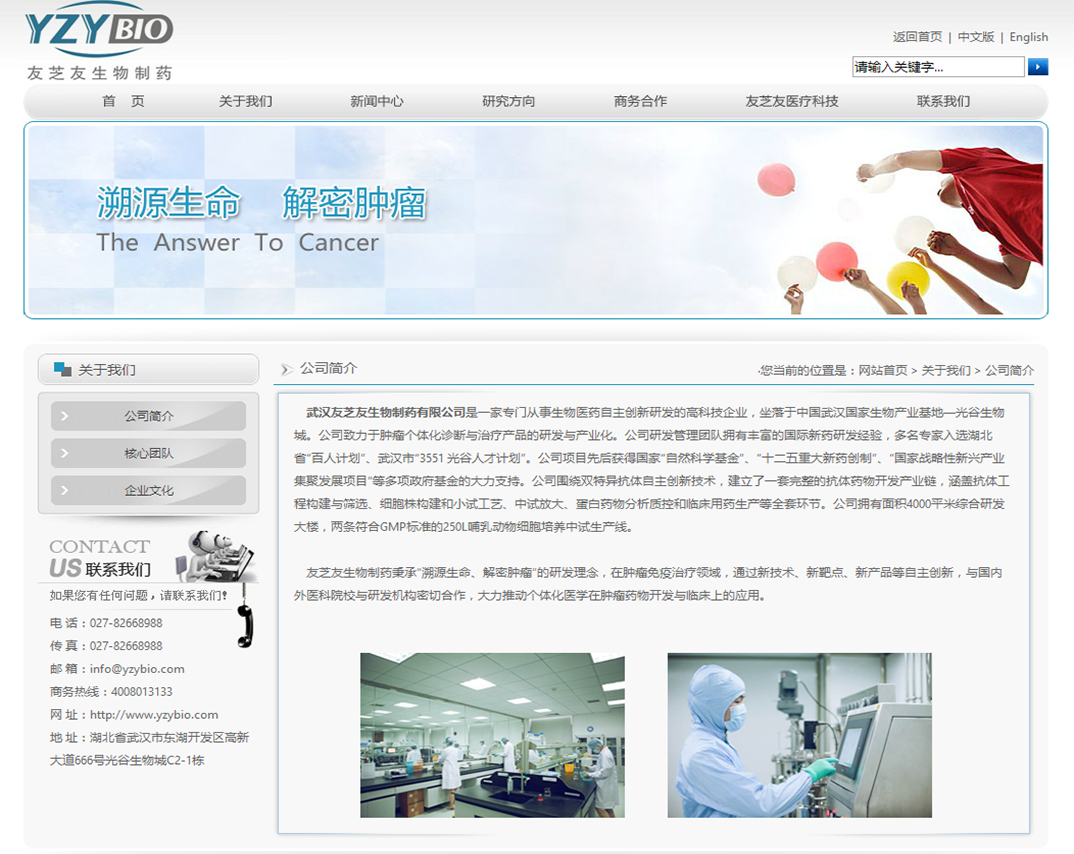 YZYBIO
友芝友生物制药
返回首页 | 中文版 | English
请输入关键字...
首 页 关于我们 新闻中心 研究方向 商务合作 友芝友医疗科技 联系我们
溯源生命 解密肿瘤
The Answer To Cancer
关于我们
公司简介
核心团队
企业文化
CONTACT
US 联系我们
如果您有任何问题，请联系我们!
电 话：027-82668988
传 真：027-82668988
邮 箱：info@yzybio.com
商务热线：4008013133
网 址：http://www.yzybio.com
地 址：湖北省武汉市东湖开发区高新
大道666号光谷生物城C2-1栋
公司简介
·您当前的位置是：网站首页 > 关于我们 > 公司简介
武汉友芝友生物制药有限公司是一家专门从事生物医药自主创新研发的高科技企业，坐落于中国武汉国家生物产业基地—光谷生物
城。公司致力于肿瘤个体化诊断与治疗产品的研发与产业化。公司研发管理团队拥有丰富的国际新药研发经验，多名专家入选湖北
省“百人计划”、武汉市“3551 光谷人才计划”。公司项目先后获得国家“自然科学基金”、“十二五重大新药创制”、“国家战略性新兴产业
集聚发展项目”等多项政府基金的大力支持。公司围绕双特异抗体自主创新技术，建立了一套完整的抗体药物开发产业链，涵盖抗体工
程构建与筛选、细胞株构建和小试工艺、中试放大、蛋白药物分析质控和临床用药生产等全套环节。公司拥有面积4000平米综合研发
大楼，两条符合GMP标准的250L哺乳动物细胞培养中试生产线。
友芝友生物制药秉承“溯源生命、解密肿瘤”的研发理念，在肿瘤免疫治疗领域，通过新技术、新靶点、新产品等自主创新，与国内
外医科院校与研发机构密切合作，大力推动个体化医学在肿瘤药物开发与临床上的应用。